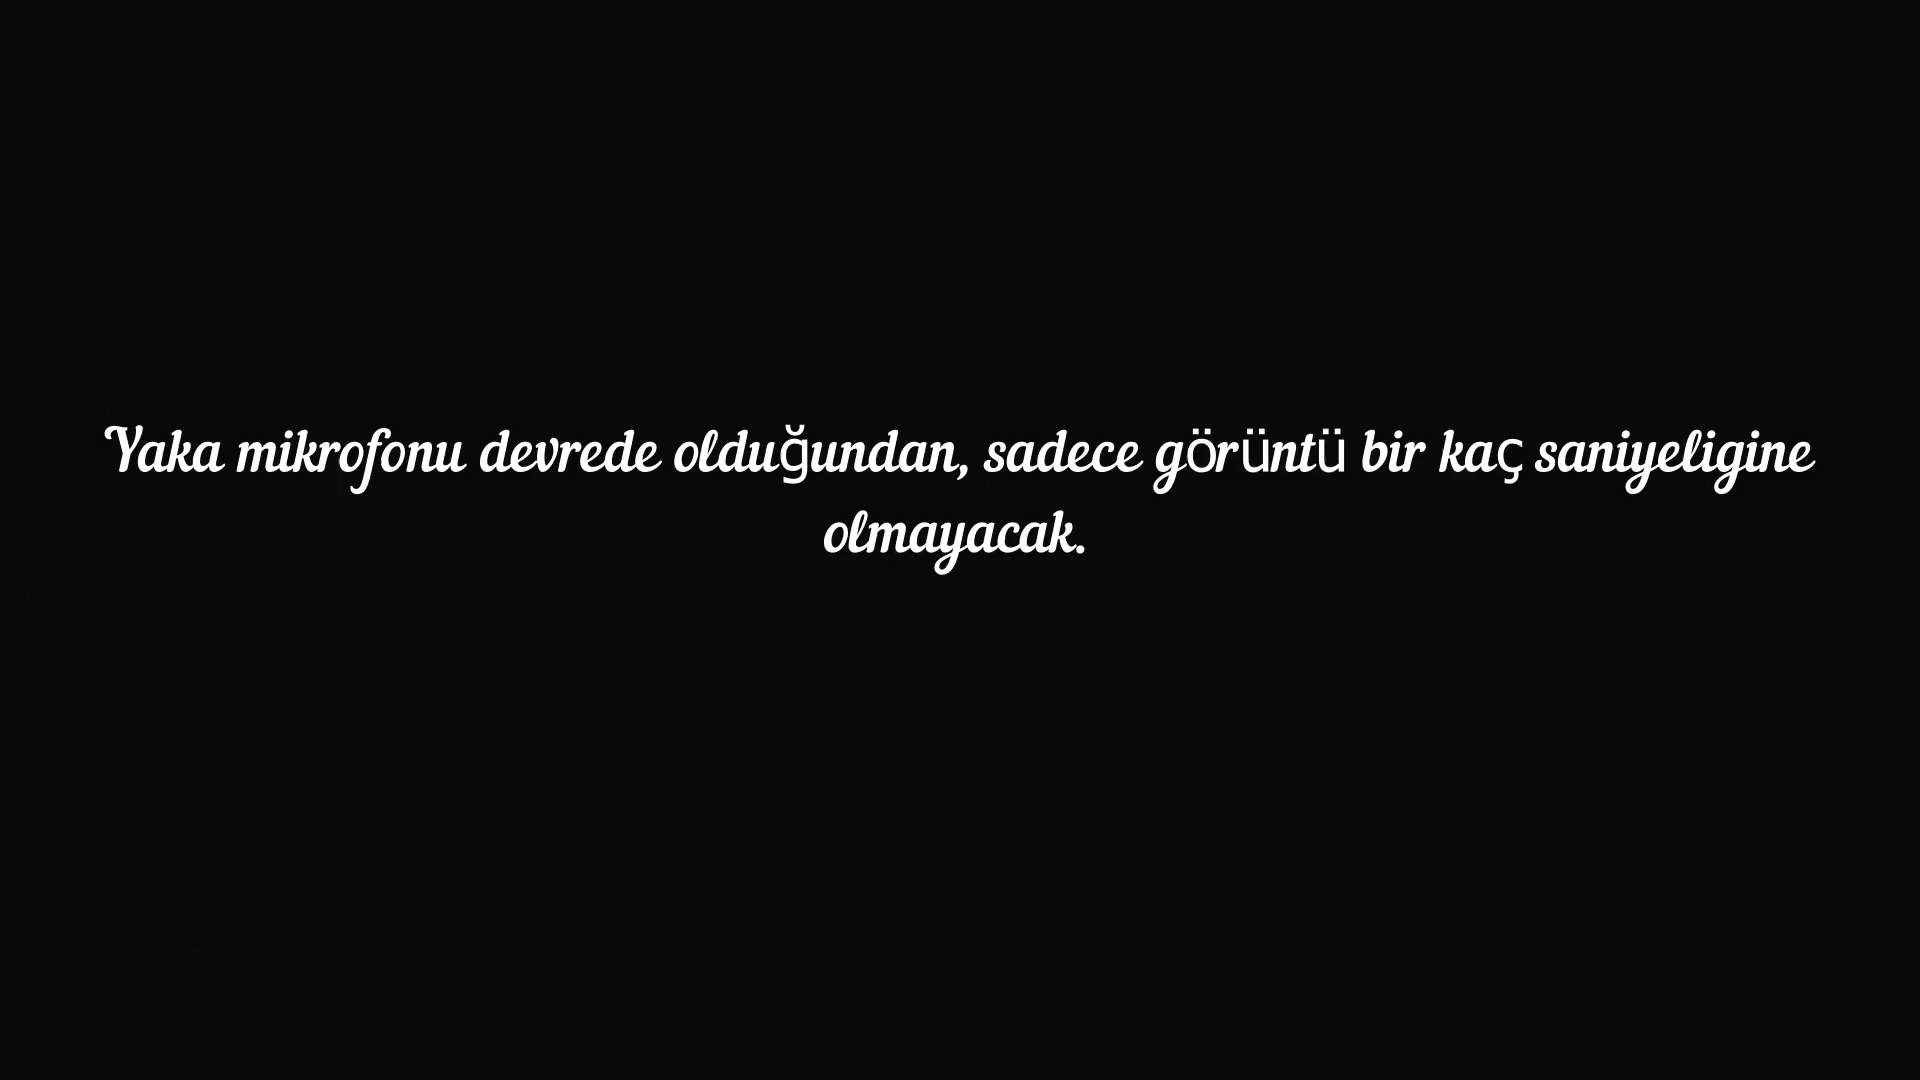 Yaka mikrofonu devrede olduğundan, sadece görüntü bir kaç saniyeligine
olmayacak.